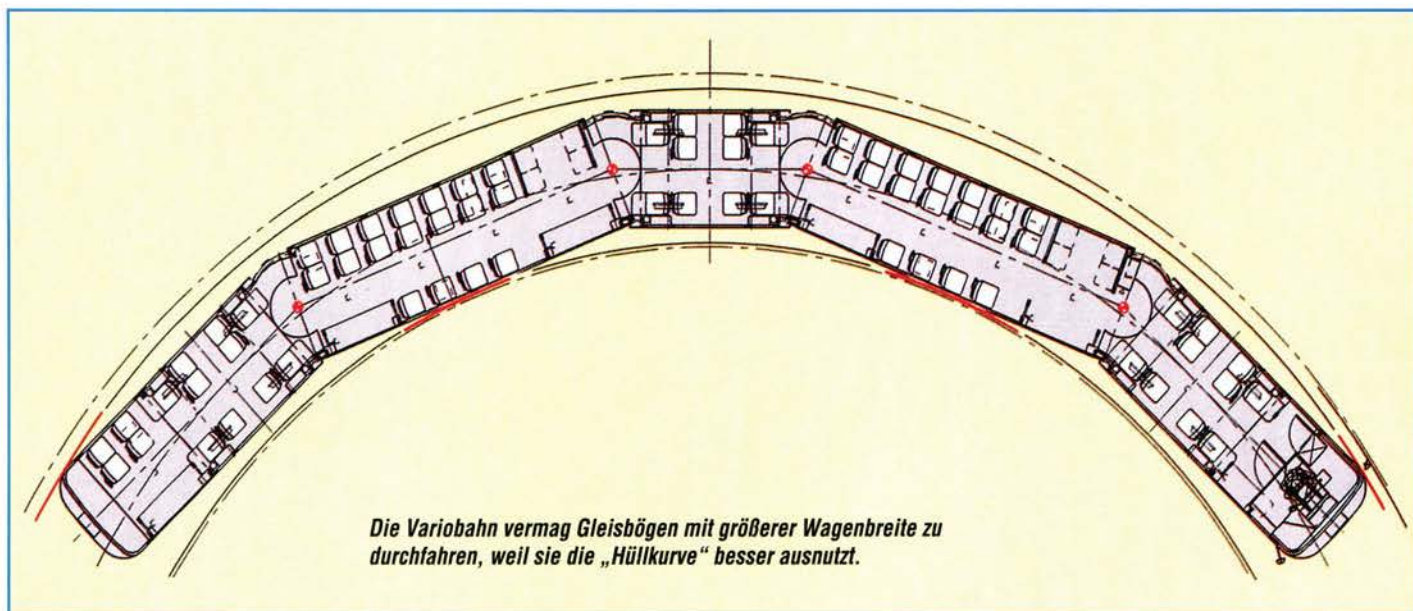 Die Variobahn vermag Gleisbögen mit größerer Wagenbreite zu
durchfahren, weil sie die „Hüllkurve“ besser ausnutzt.